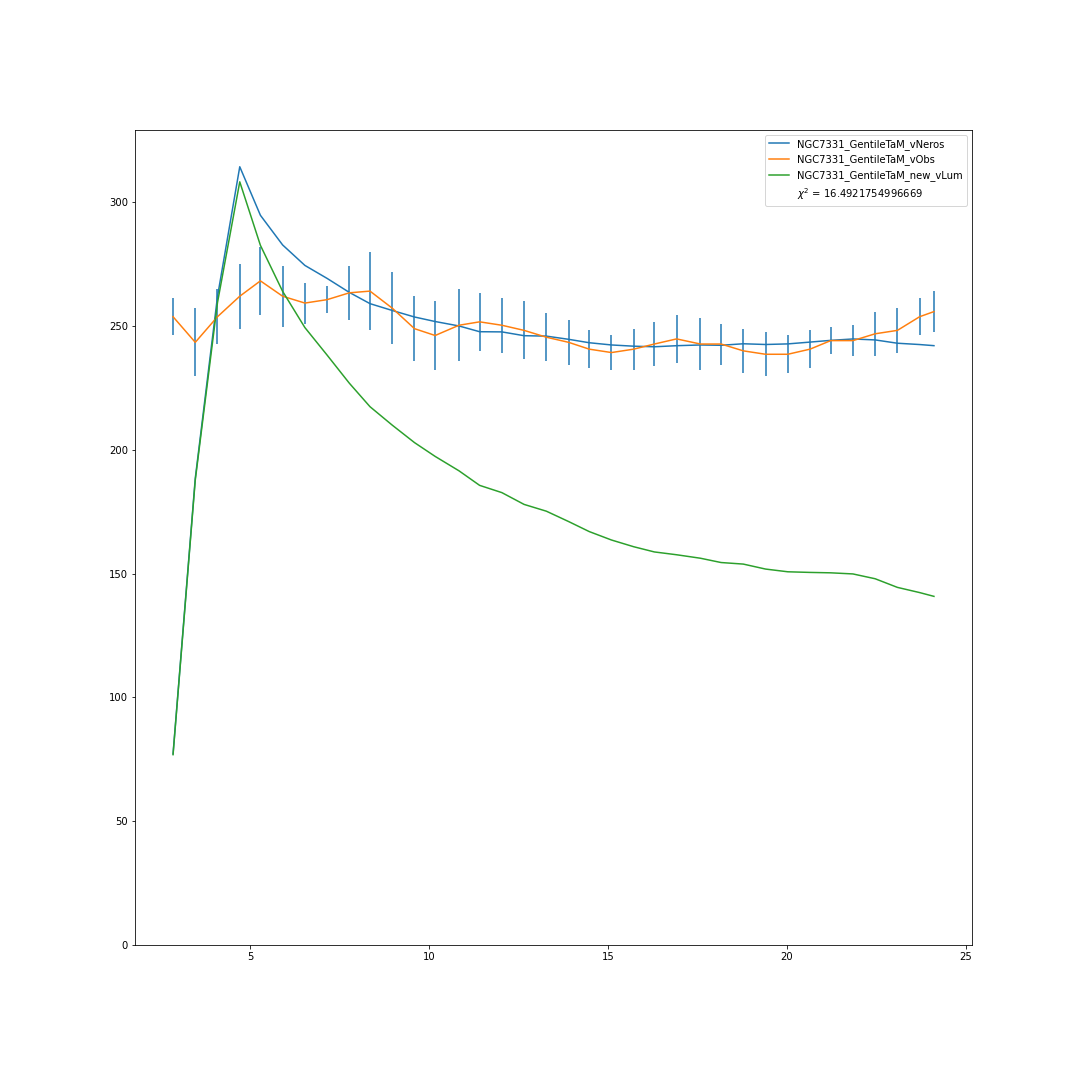 NGC7331_GentileTaM_vNeros
NGC7331_GentileTaM_vObs
NGC7331_GentileTaM_new_vLum
χ² = 16.4921754996669
300
250
200
150
100
50
0
5 10 15 20 25